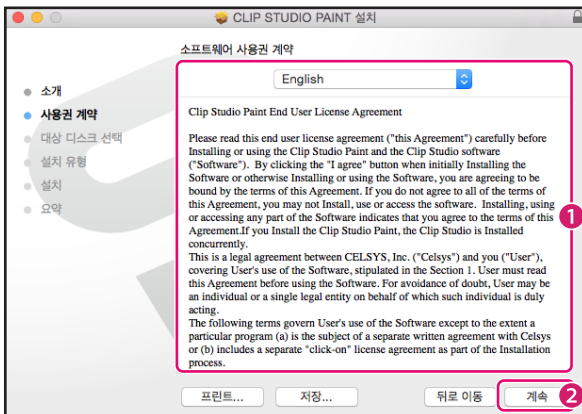 CLIP STUDIO PAINT 설치
소프트웨어 사용권 계약
English
소개
사용권 계약
대상 디스크 선택
설치 유형
설치
요약
Clip Studio Paint End User License Agreement
Please read this end user license agreement ("this Agreement") carefully before
Installing or using the Clip Studio Paint and the Clip Studio software
("Software"). By clicking the "I agree" button when initially Installing the
Software or otherwise Installing or using the Software, you are agreeing to be
bound by the terms of this Agreement. If you do not agree to all of the terms of
this Agreement, you may not Install, use or access the software. Installing, using
or accessing any part of the Software indicates that you agree to the terms of this
Agreement.If you Install the Clip Studio Paint, the Clip Studio is Installed
concurrently.
This is a legal agreement between CELSYS, Inc. ("Celsys") and you ("User"),
covering User's use of the Software, stipulated in the Section 1. User must read
this Agreement before using the Software. For avoidance of doubt, User may be
an individual or a single legal entity on behalf of which such individual is duly
acting.
The following terms govern User's use of the Software except to the extent a
particular program (a) is the subject of a separate written agreement with Celsys
or (b) includes a separate "click-on" license agreement as part of the Installation
process.
1
프린트... 저장... 뒤로 이동 계속 2